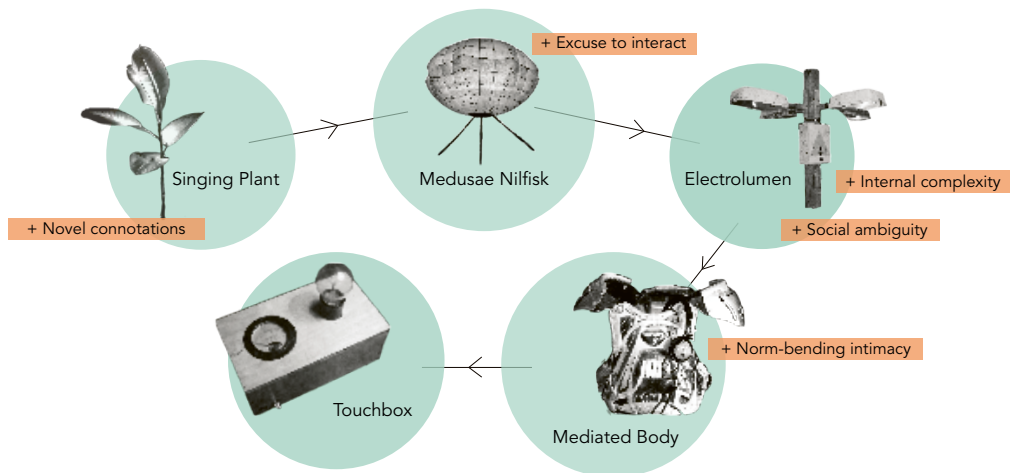 + Excuse to interact
Singing Plant
Medusae Nilfisk
Electrolumen
+ Internal complexity
+ Novel connotations
+ Social ambiguity
+ Norm-bending intimacy
Touchbox
Mediated Body